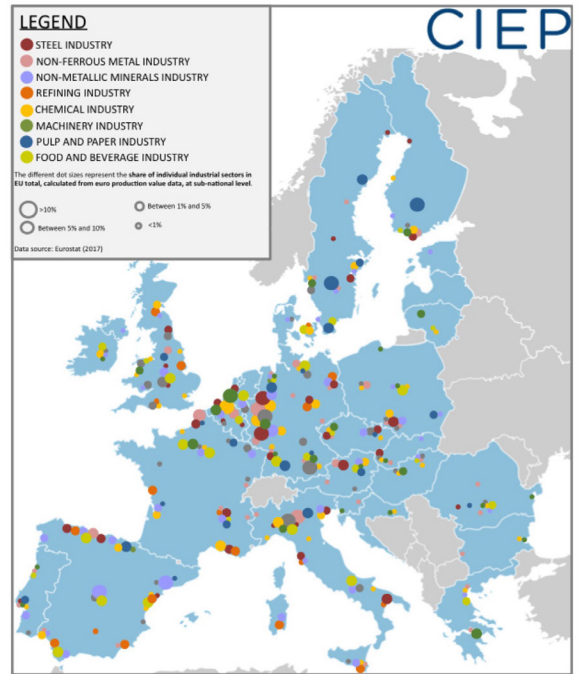 CIEP
LEGEND
STEEL INDUSTRY
NON-FERROUS METAL INDUSTRY
NON-METALLIC MINERALS INDUSTRY
REFINING INDUSTRY
CHEMICAL INDUSTRY
MACHINERY INDUSTRY
PULP AND PAPER INDUSTRY
FOOD AND BEVERAGE INDUSTRY
The different dot sizes represent the share of individual industrial sectors in
EU total, calculated from euro production value data, at sub-national level.
>10%
Between 1% and 5%
Between 5% and 10%
<1%
Data source: Eurostat (2017)